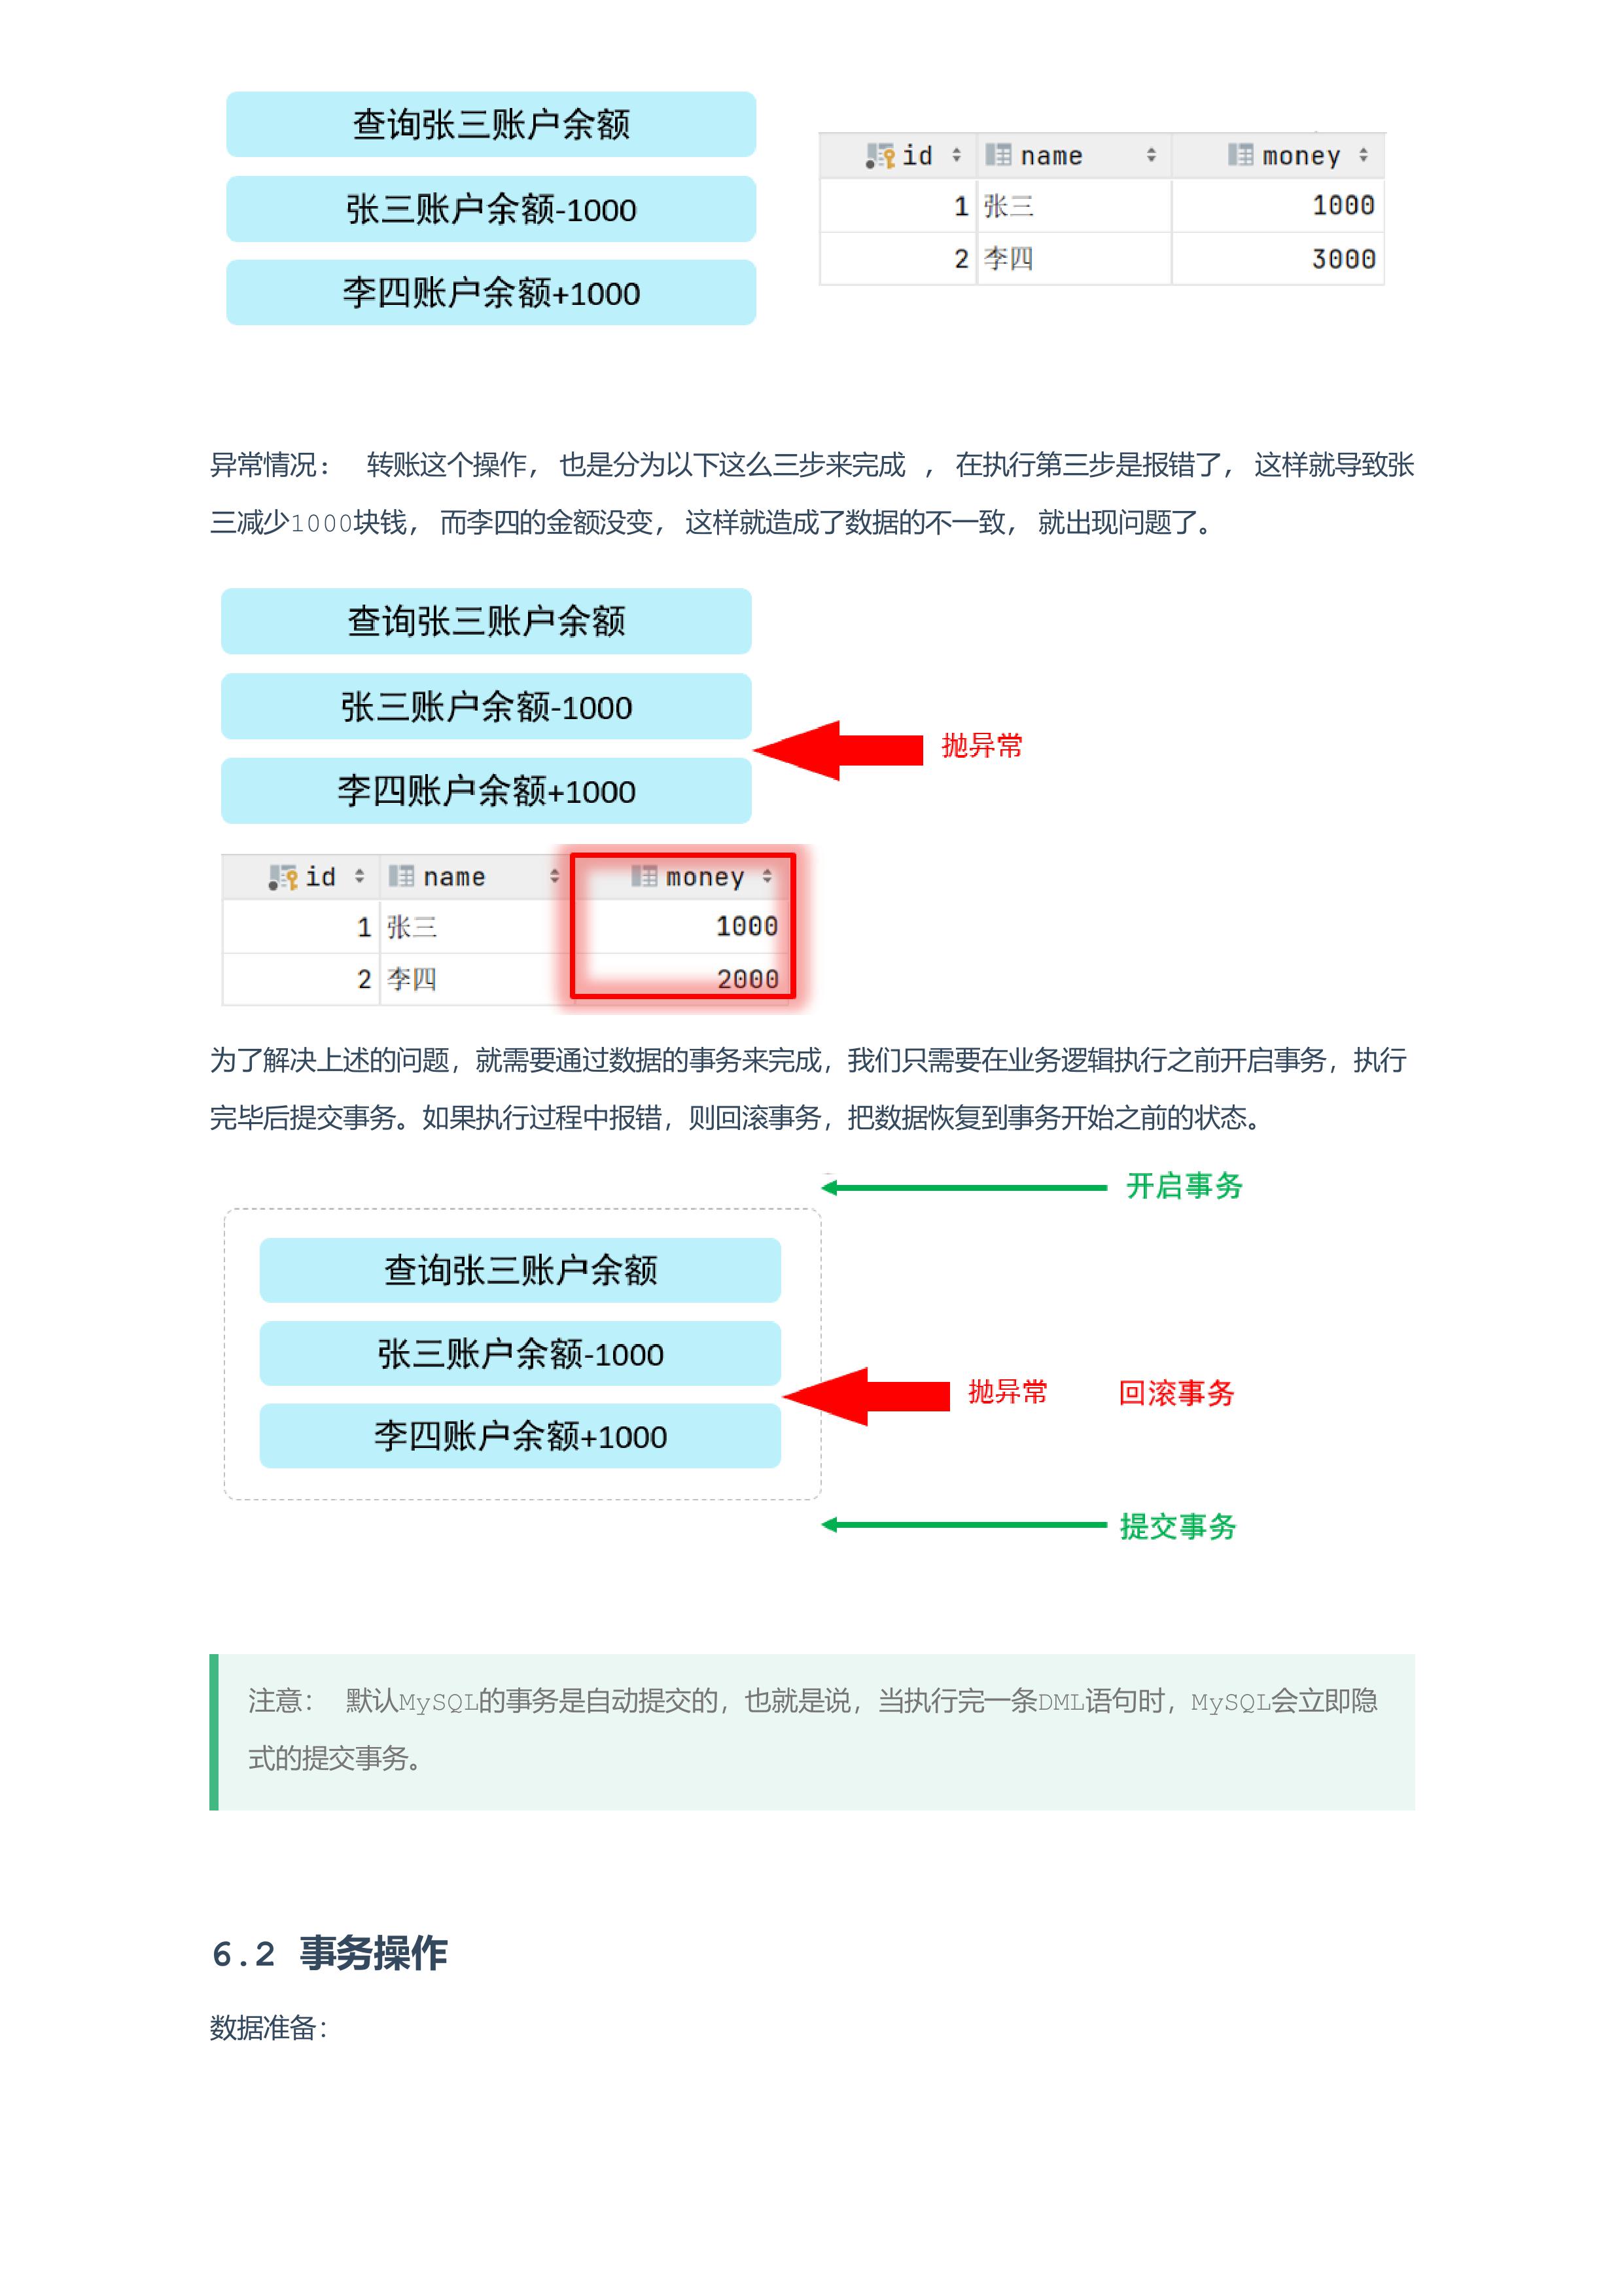 查询张三账户余额
张三账户余额-1000
李四账户余额+1000
id name money
1 张三 1000
2 李四 3000
异常情况： 转账这个操作， 也是分为以下这么三步来完成 ， 在执行第三步是报错了， 这样就导致张
三减少1000块钱， 而李四的金额没变， 这样就造成了数据的不一致， 就出现问题了。
查询张三账户余额
张三账户余额-1000
抛异常
李四账户余额+1000
id name money
1 张三 1000
2 李四 2000
为了解决上述的问题，就需要通过数据的事务来完成，我们只需要在业务逻辑执行之前开启事务，执行
完毕后提交事务。如果执行过程中报错，则回滚事务，把数据恢复到事务开始之前的状态。
开启事务
查询张三账户余额
张三账户余额-1000
抛异常 回滚事务
李四账户余额+1000
提交事务
注意： 默认MySQL的事务是自动提交的，也就是说，当执行完一条DML语句时，MySQL会立即隐
式的提交事务。
6.2 事务操作
数据准备：